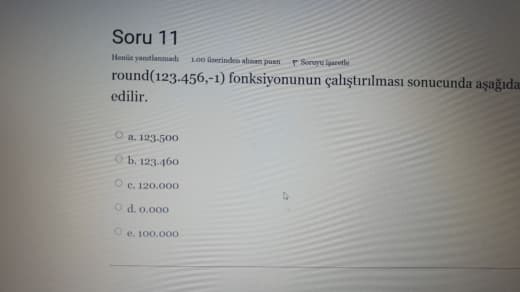 Soru 11
Henüz yanıtlanmadı 1.00 üzerinden alınan puan Soruyu işaretle
round(123.456,-1) fonksiyonunun çalıştırılması sonucunda aşağıda
edilir.
a. 123.500
b. 123.460
c. 120.000
d. 0.000
e. 100.000